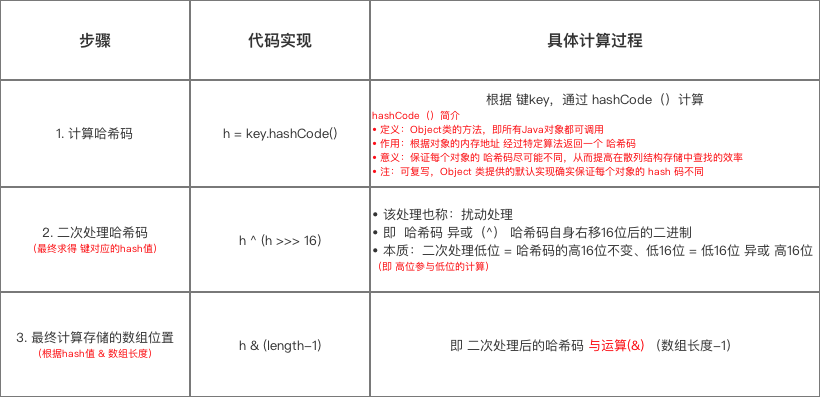 步骤
代码实现
具体计算过程
1. 计算哈希码
h = key.hashCode()
根据 键key，通过 hashCode（）计算
hashCode（）简介
• 定义：Object类的方法，即所有Java对象都可调用
• 作用：根据对象的内存地址 经过特定算法返回一个 哈希码
• 意义：保证每个对象的 哈希码尽可能不同，从而提高在散列结构存储中查找的效率
• 注：可复写，Object 类提供的默认实现确实保证每个对象的 hash 码不同
2. 二次处理哈希码
（最终求得 键对应的hash值）
h ^ (h >>> 16)
• 该处理也称：扰动处理
• 即 哈希码 异或（^） 哈希码自身右移16位后的二进制
• 本质：二次处理低位 = 哈希码的高16位不变、低16位 = 低16位 异或 高16位
（即 高位参与低位的计算）
3. 最终计算存储的数组位置
（根据hash值 & 数组长度）
h & (length-1)
即 二次处理后的哈希码 与运算(&) （数组长度-1）